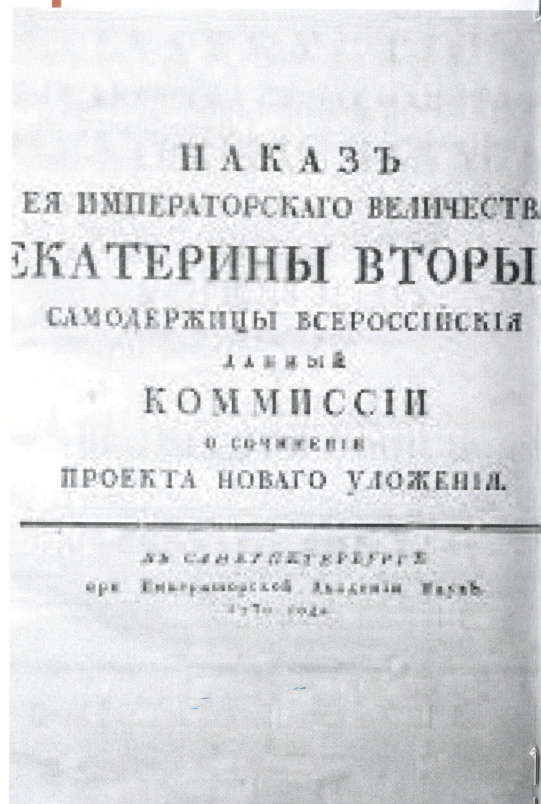 НАКАЗЪ
ЕЯ ИМПЕРАТОРСКАГО ВЕЛИЧЕСТВА
ЕКАТЕРИНЫ ВТОРЫЯ
САМОДЕРЖИЦЫ ВСЕРОССІЙСКІЯ
ДАННЫЙ
КОММИССІИ
О СОЧИНЕНІИ
ПРОЕКТА НОВАГО УЛОЖЕНІЯ.
ВЪ САНКТПЕТЕРБУРГѢ
при Императорской Академіи Наукъ
года